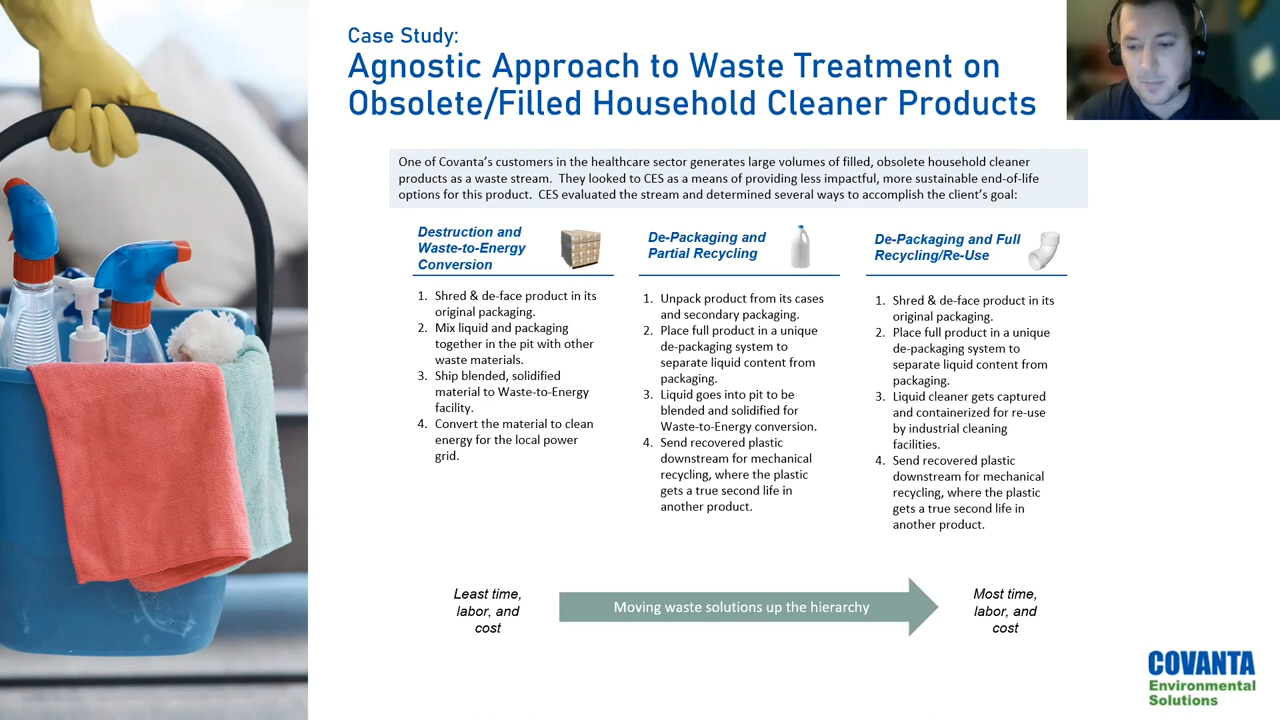 Case Study:
Agnostic Approach to Waste Treatment on
Obsolete/Filled Household Cleaner Products
One of Covanta's customers in the healthcare sector generates large volumes of filled, obsolete household cleaner
products as a waste stream. They looked to CES as a means of providing less impactful, more sustainable end-of-life
options for this product. CES evaluated the stream and determined several ways to accomplish the client's goal:
Destruction and
Waste-to-Energy
Conversion
1. Shred & de-face product in its
original packaging.
2. Mix liquid and packaging
together in the pit with other
waste materials.
3. Ship blended, solidified
material to Waste-to-Energy
facility.
4. Convert the material to clean
energy for the local power
grid.
De-Packaging and
Partial Recycling
1. Unpack product from its cases
and secondary packaging.
2. Place full product in a unique
de-packaging system to
separate liquid content from
packaging.
3. Liquid goes into pit to be
blended and solidified for
Waste-to-Energy conversion.
4. Send recovered plastic
downstream for mechanical
recycling, where the plastic
gets a true second life in
another product.
De-Packaging and Full
Recycling/Re-Use
1. Shred & de-face product in its
original packaging.
2. Place full product in a unique
de-packaging system to
separate liquid content from
packaging.
3. Liquid cleaner gets captured
and containerized for re-use
by industrial cleaning
facilities.
4. Send recovered plastic
downstream for mechanical
recycling, where the plastic
gets a true second life in
another product.
Least time,
labor, and
cost
Moving waste solutions up the hierarchy
Most time,
labor, and
cost
COVANTA
Environmental
Solutions